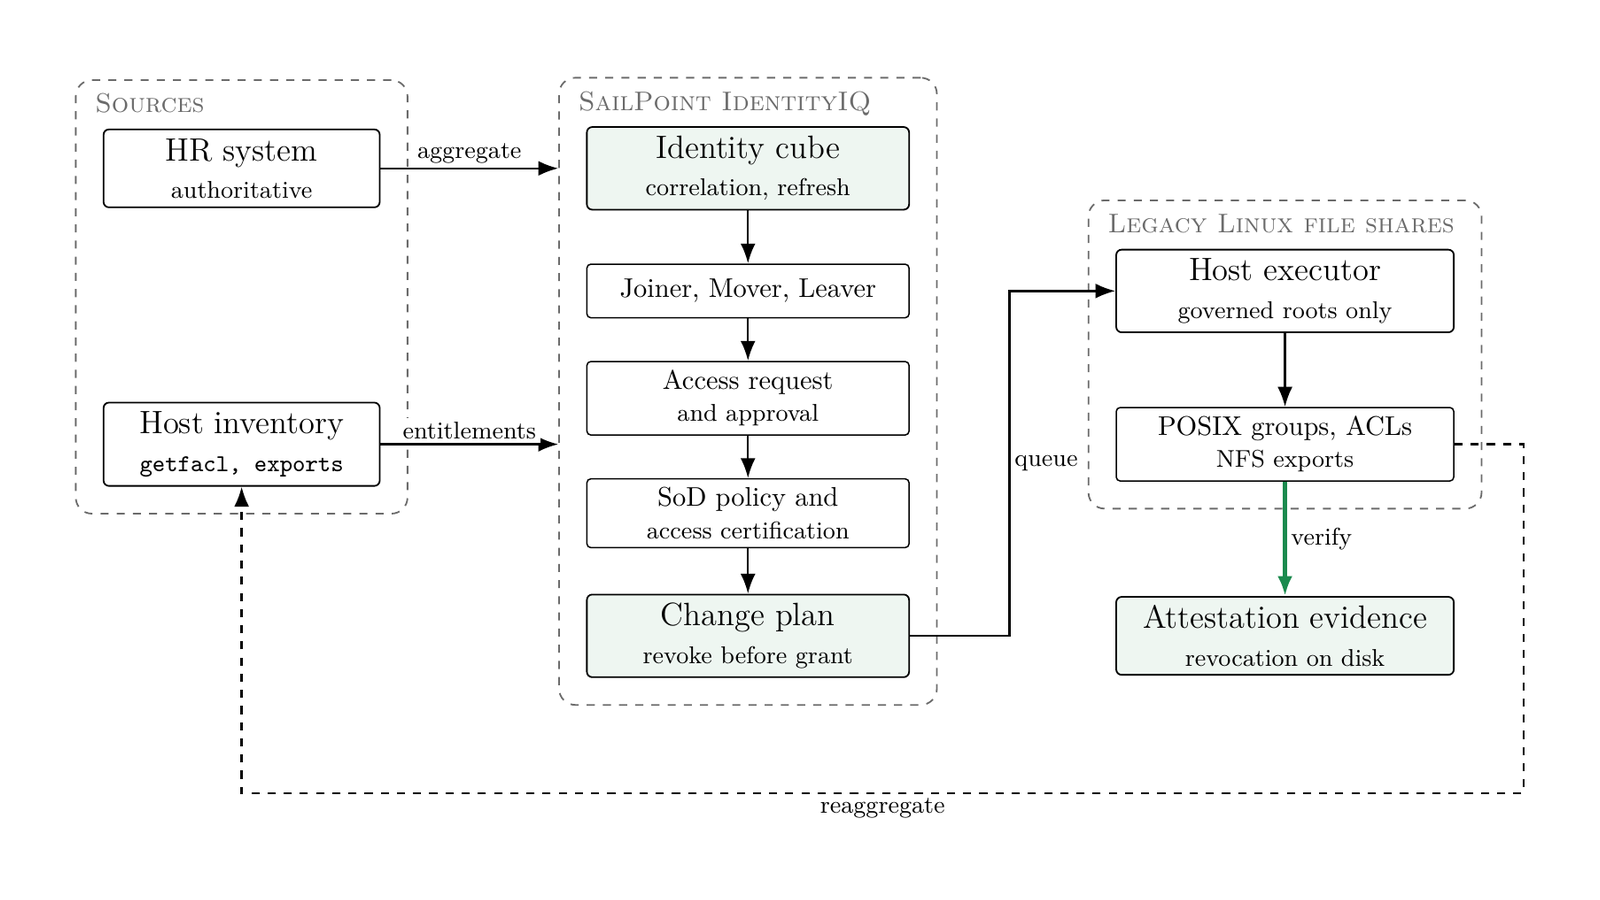 Sources
HR system
authoritative
aggregate
Host inventory
getfacl, exports
entitlements
SailPoint IdentityIQ
Identity cube
correlation, refresh
Joiner, Mover, Leaver
Access request
and approval
SoD policy and
access certification
Change plan
revoke before grant
queue
Legacy Linux file shares
Host executor
governed roots only
POSIX groups, ACLs
NFS exports
verify
Attestation evidence
revocation on disk
reaggregate